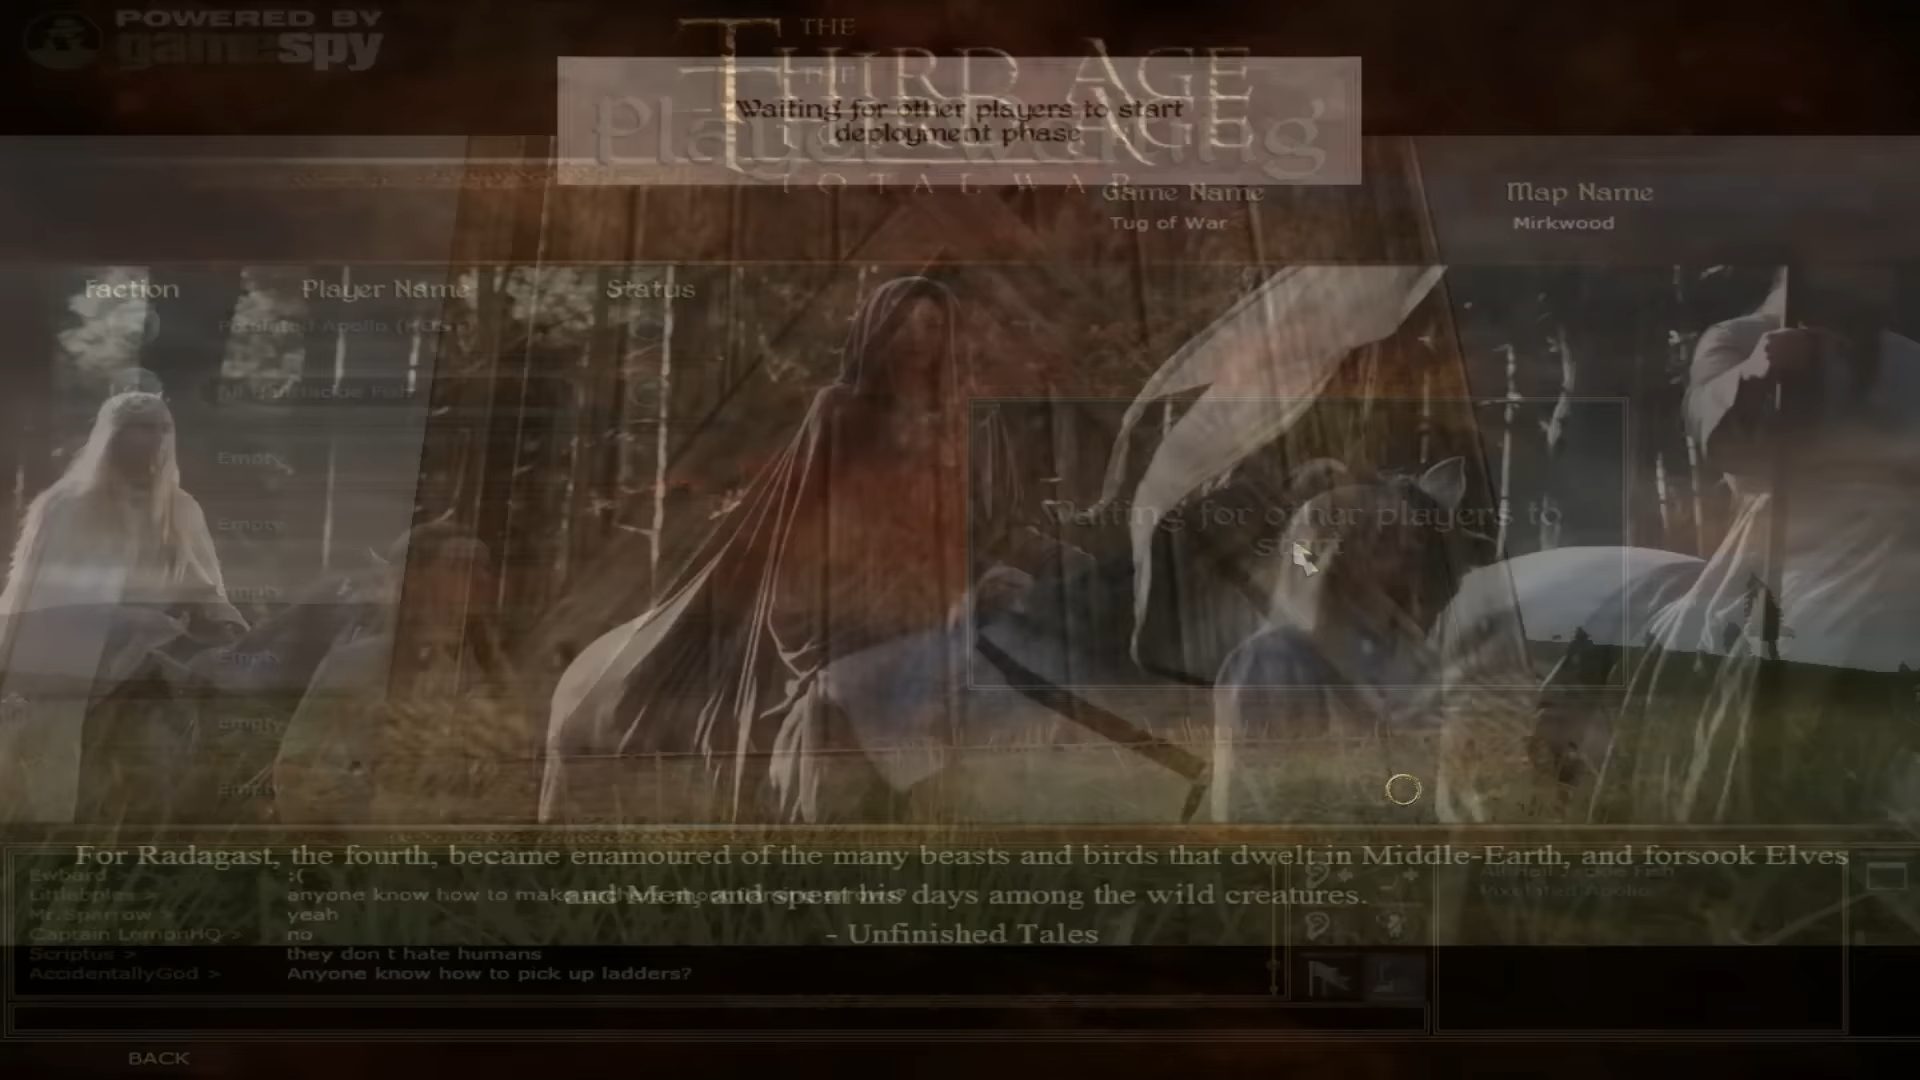 POWERED BY
gamespy
THE
THIRD AGE
THE
THIRD AGE
TOTAL WAR
Waiting for other players to start
deployment phase
Player Waiting
Game Name
Map Name
Tug of War
Mirkwood
Faction
Player Name
Status
Empty
Empty
Empty
Empty
empty
empty
Waiting for other players to
start
For Radagast, the fourth, became enamoured of the many beasts and birds that dwelt in Middle-Earth, and forsook Elves
and Men, and spent his days among the wild creatures.
- Unfinished Tales
Ewbard > :(
anyone know how to make
Mr.Sparrow > yeah
Captain LemonHQ > no
Scriptus > they don t hate humans
AccidentallyGod > Anyone know how to pick up ladders?
BACK